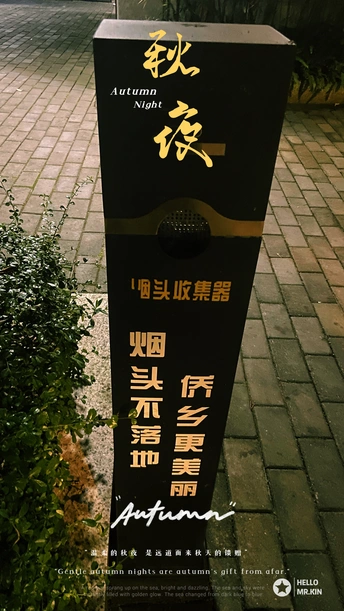 秋
夜
Autumn
Night
烟头收集器
烟头不落地
侨乡更美丽
"Autumn"
"温柔的秋夜 是远道而来秋天的馈赠"
"Gentle autumn nights are autumn's gift from afar."
HELLO
MR.KIN